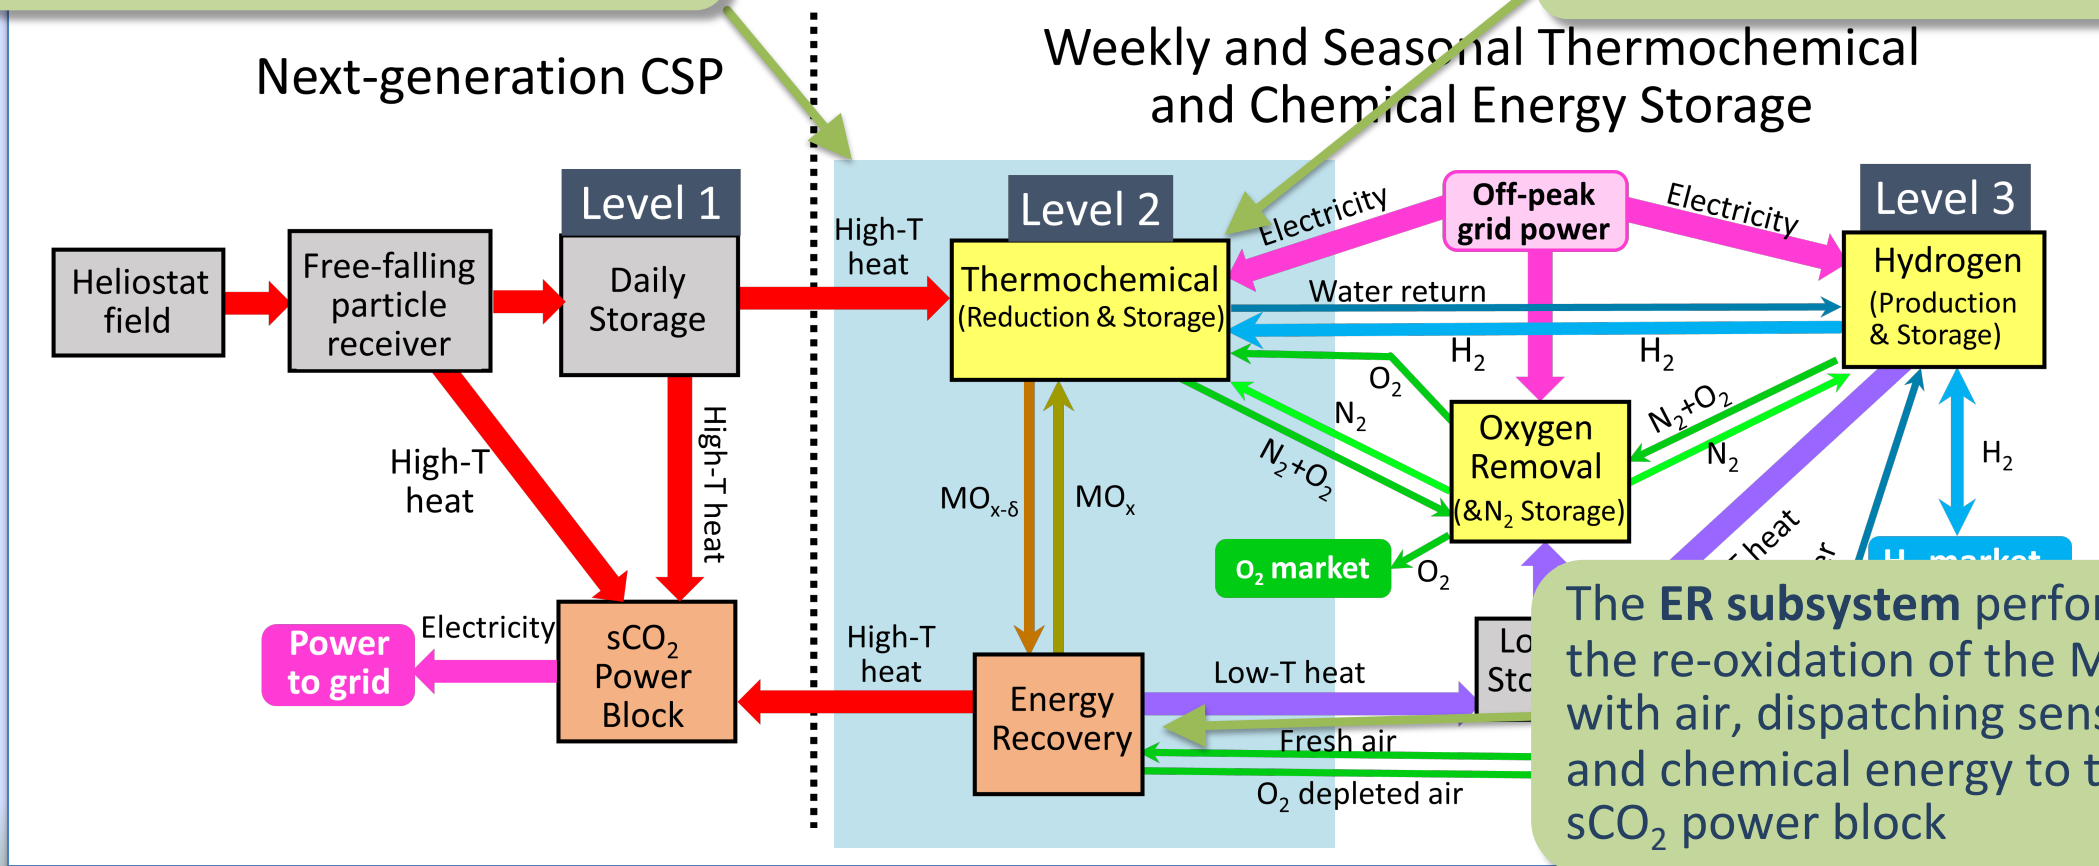 Next-generation CSP
Weekly and Seasonal Thermochemical
and Chemical Energy Storage
Heliostat
field
Free-falling
particle
receiver
Level 1
Daily
Storage
High-T
heat
High-T heat
High-T
heat
Level 2
Thermochemical
(Reduction & Storage)
Electricity
Off-peak
grid power
Electricity
Level 3
Hydrogen
(Production
& Storage)
Water return
H₂
H₂
O₂
N₂
N₂+O₂
Oxygen
Removal
(&N₂ Storage)
N₂+O₂
N₂
H₂
MOₓ₋δ
MOₓ
O₂ market
O₂
heat
market
Power
to grid
Electricity
sCO₂
Power
Block
High-T
heat
Energy
Recovery
Low-T heat
Fresh air
O₂ depleted air
The ER subsystem
the re-oxidation of the
with air, dispatching
and chemical energy to
sCO₂ power block